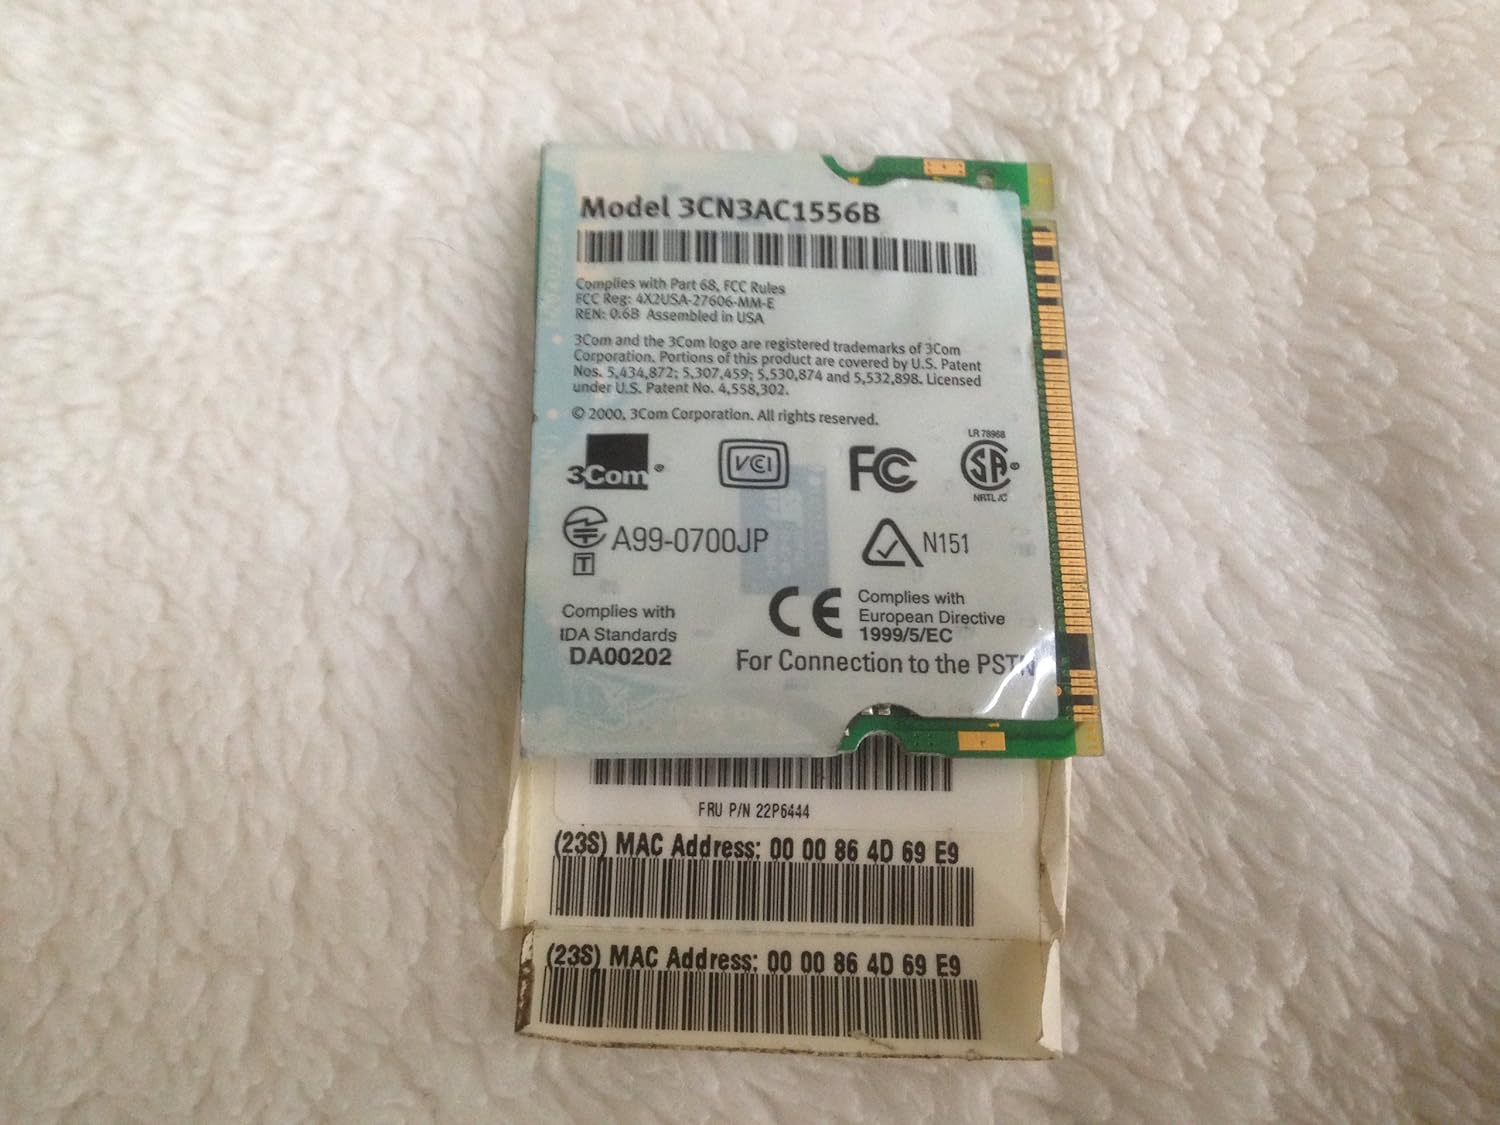 Model 3CN3AC1556B
Complies with Part 68, FCC Rules
FCC Reg: 4X2USA-27606-MM-E
REN: 0.6B Assembled in USA
3Com and the 3Com logo are registered trademarks of 3Com
Corporation. Portions of this product are covered by U.S. Patent
Nos. 5,434,872; 5,307,459; 5,530,874 and 5,532,898. Licensed
under U.S. Patent No. 4,558,302.
© 2000, 3Com Corporation. All rights reserved.
LR 78968
3Com® VCCI FC SA®
NRTL/C
A99-0700JP N151
T
Complies with
IDA Standards
DA00202
CE
Complies with
European Directive
1999/5/EC
For Connection to the PSTN
FRU P/N 22P6444
(23S) MAC Address: 00 00 86 4D 69 E9
(23S) MAC Address: 00 00 86 4D 69 E9